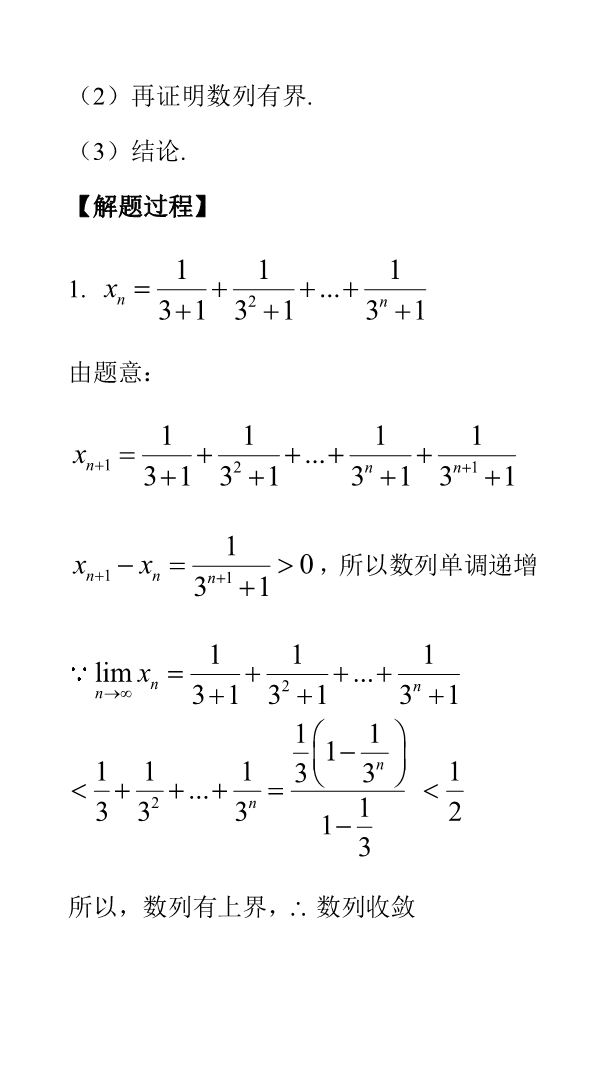 （2）再证明数列有界.
（3）结论.
【解题过程】
1. x_n = \frac{1}{3+1} + \frac{1}{3^2+1} + ... + \frac{1}{3^n+1}
由题意：
x_{n+1} = \frac{1}{3+1} + \frac{1}{3^2+1} + ... + \frac{1}{3^n+1} + \frac{1}{3^{n+1}+1}
x_{n+1} - x_n = \frac{1}{3^{n+1}+1} > 0，所以数列单调递增
∵ \lim_{n→∞} x_n = \frac{1}{3+1} + \frac{1}{3^2+1} + ... + \frac{1}{3^n+1}
< \frac{1}{3} + \frac{1}{3^2} + ... + \frac{1}{3^n} = \frac{\frac{1}{3}\left(1-\frac{1}{3^n}\right)}{1-\frac{1}{3}} < \frac{1}{2}
所以，数列有上界，∴ 数列收敛